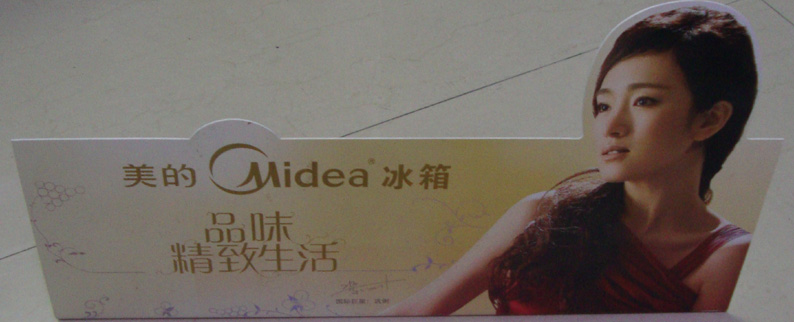 美的 Midea® 冰箱
品味
精致生活